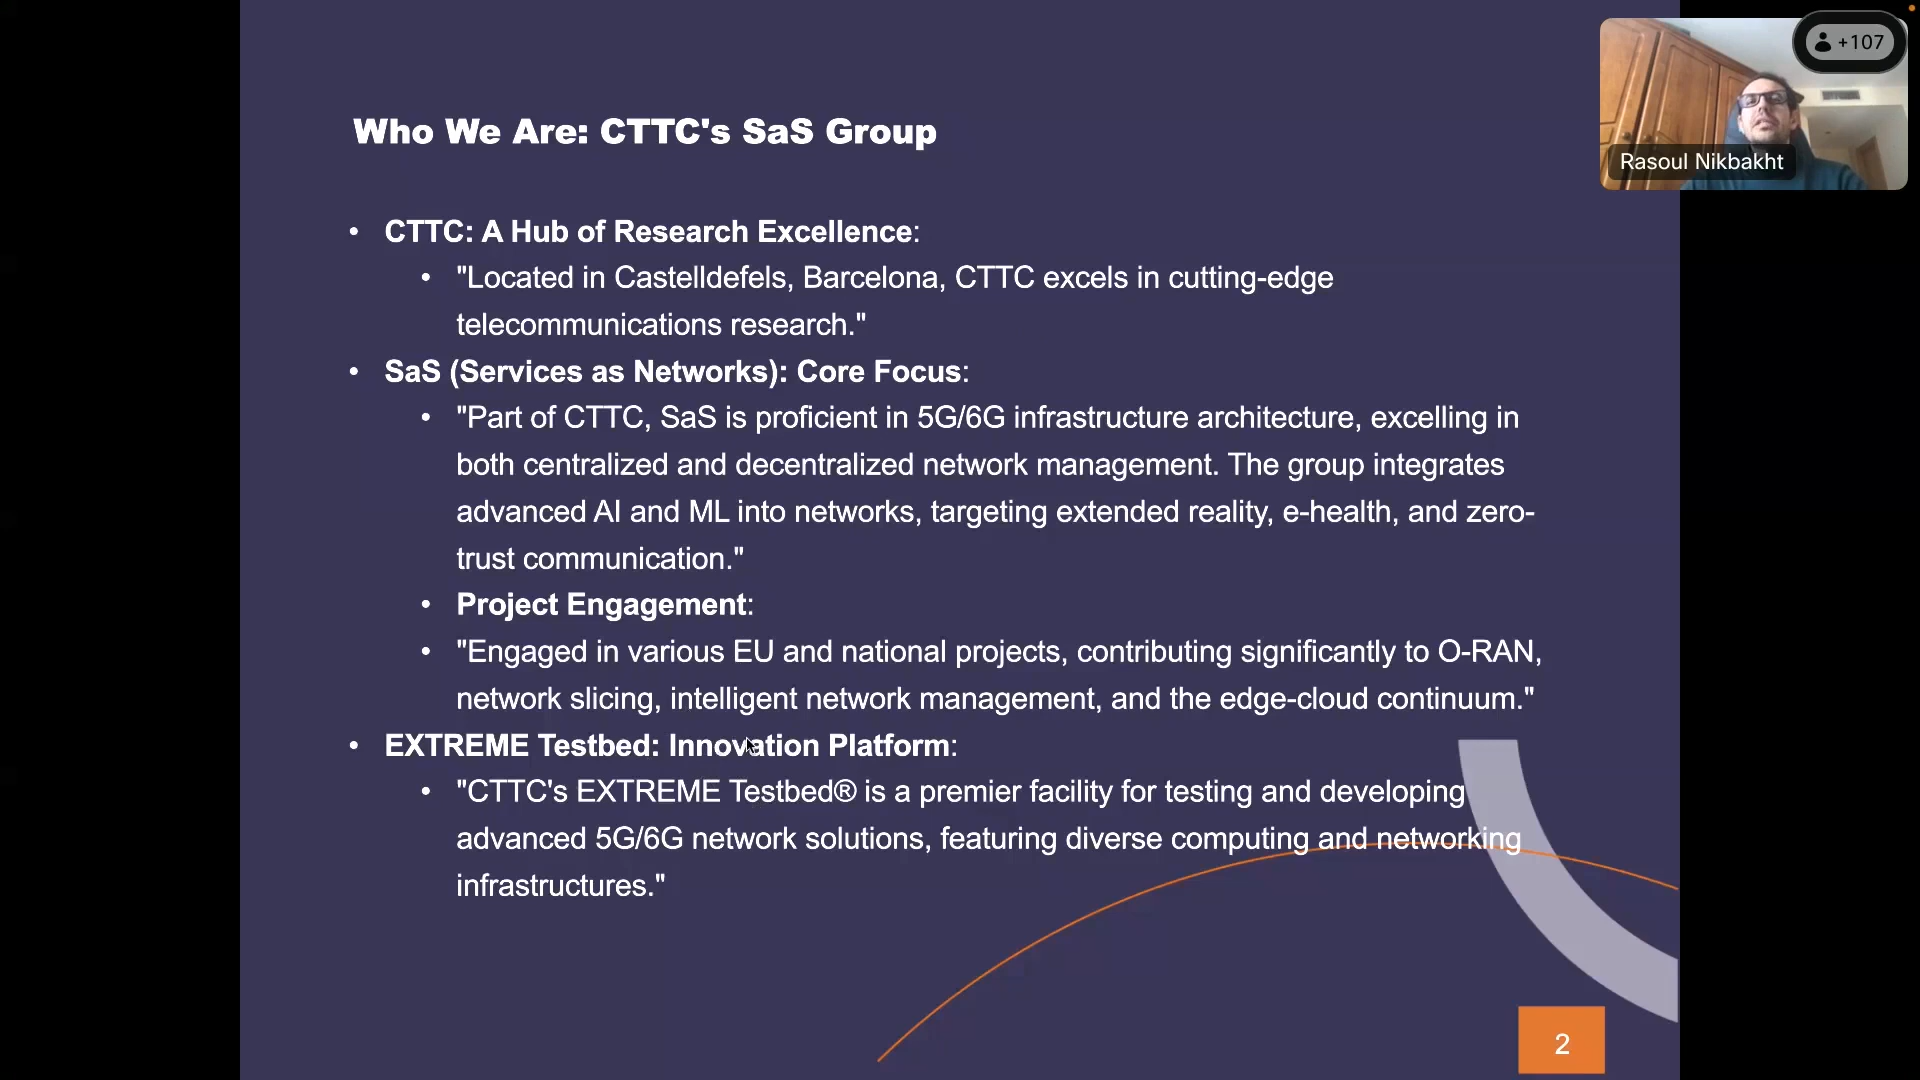 Who We Are: CTTC's SaS Group
• CTTC: A Hub of Research Excellence:
• "Located in Castelldefels, Barcelona, CTTC excels in cutting-edge
telecommunications research."
• SaS (Services as Networks): Core Focus:
• "Part of CTTC, SaS is proficient in 5G/6G infrastructure architecture, excelling in
both centralized and decentralized network management. The group integrates
advanced AI and ML into networks, targeting extended reality, e-health, and zero-
trust communication."
• Project Engagement:
• "Engaged in various EU and national projects, contributing significantly to O-RAN,
network slicing, intelligent network management, and the edge-cloud continuum."
• EXTREME Testbed: Innovation Platform:
• "CTTC's EXTREME Testbed® is a premier facility for testing and developing
advanced 5G/6G network solutions, featuring diverse computing and networking
infrastructures."
2
+107
Rasoul Nikbakht